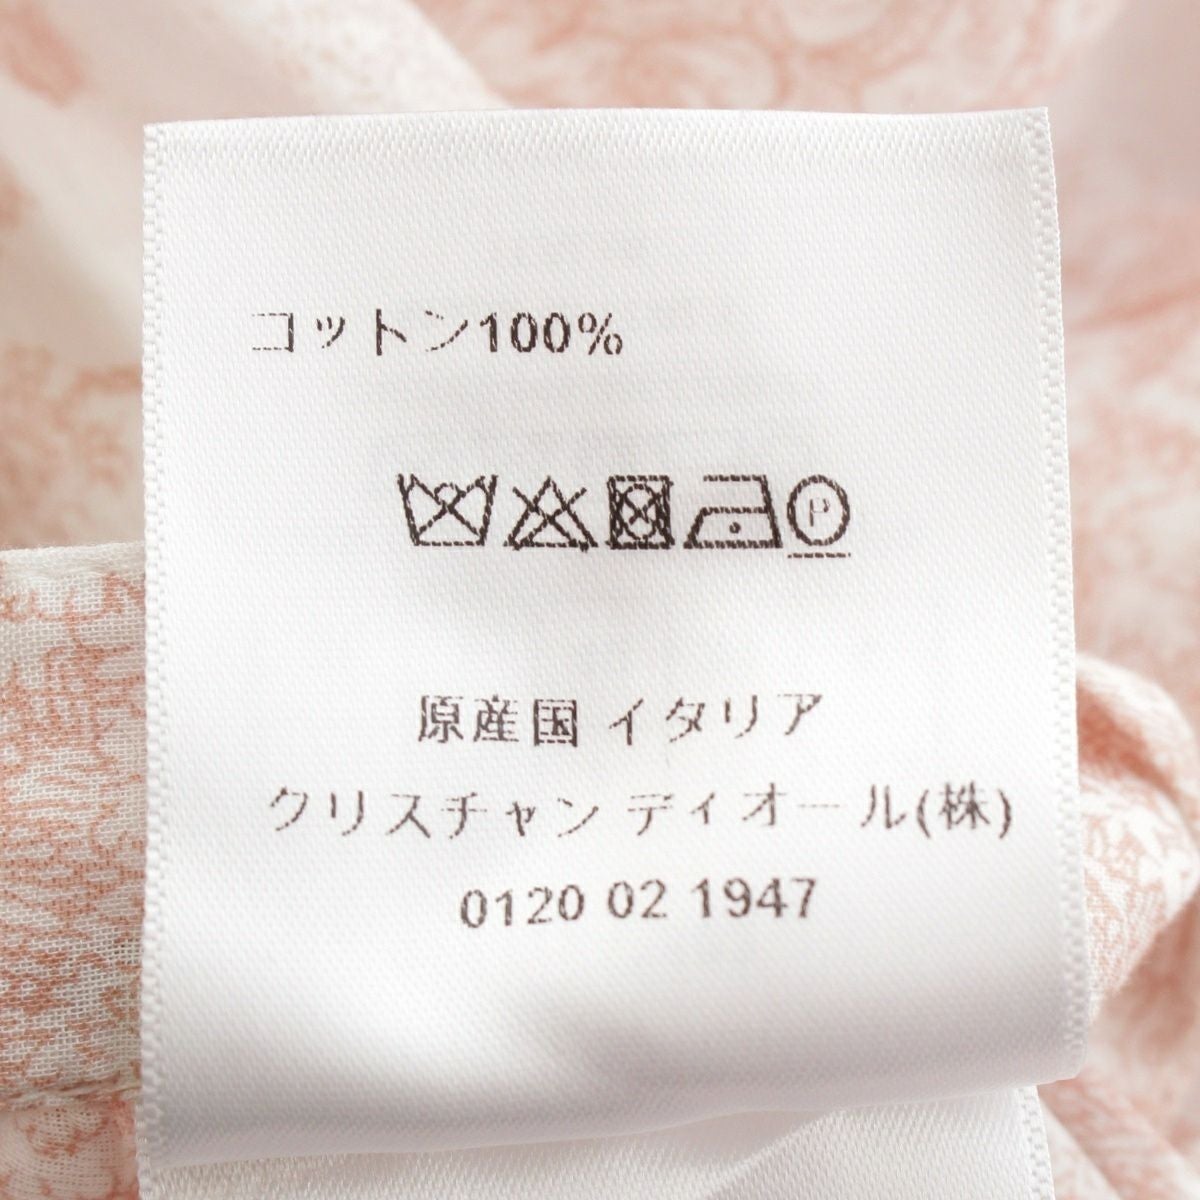 コットン100%
P
原産国 イタリア
クリスチャン ディオール(株)
0120 02 1947